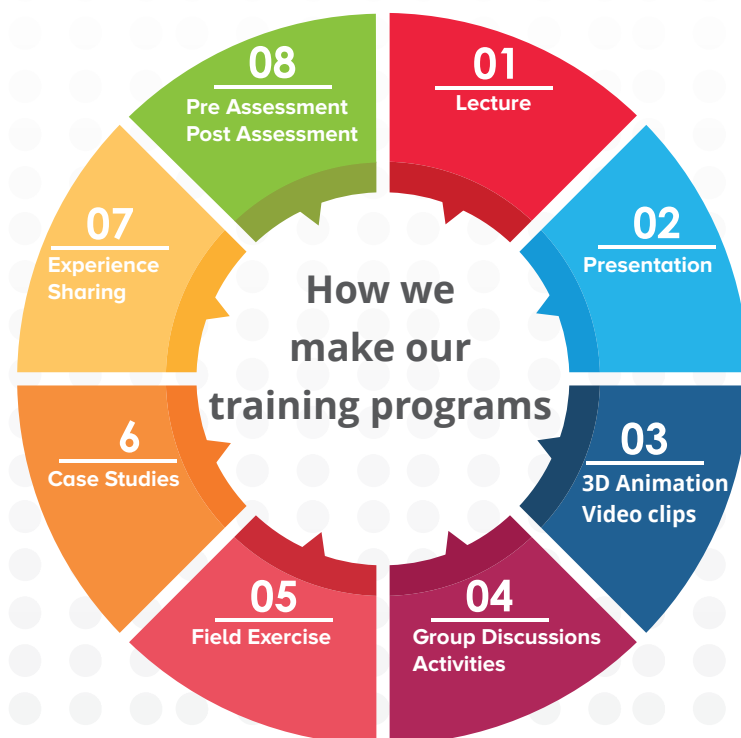 How we
make our
training programs
01
Lecture
02
Presentation
03
3D Animation
Video clips
04
Group Discussions
Activities
05
Field Exercise
6
Case Studies
07
Experience
Sharing
08
Pre Assessment
Post Assessment